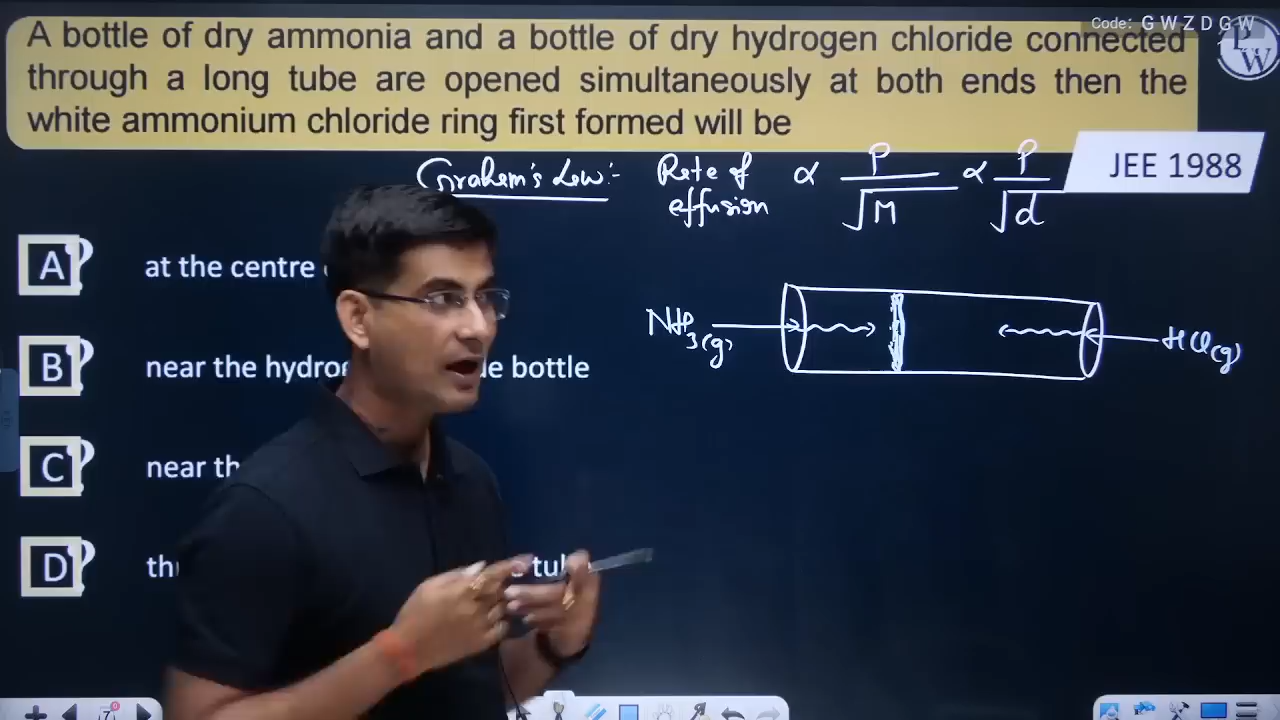 Code: G W Z D G W
A bottle of dry ammonia and a bottle of dry hydrogen chloride connected
through a long tube are opened simultaneously at both ends then the
white ammonium chloride ring first formed will be
P
W
JEE 1988
Graham's Law:- Rate of effusion ∝ P/√M ∝ P/√d
A? at the centre
B? near the hydro de bottle
C? near th
D? tub
NH3(g)
HCl(g)